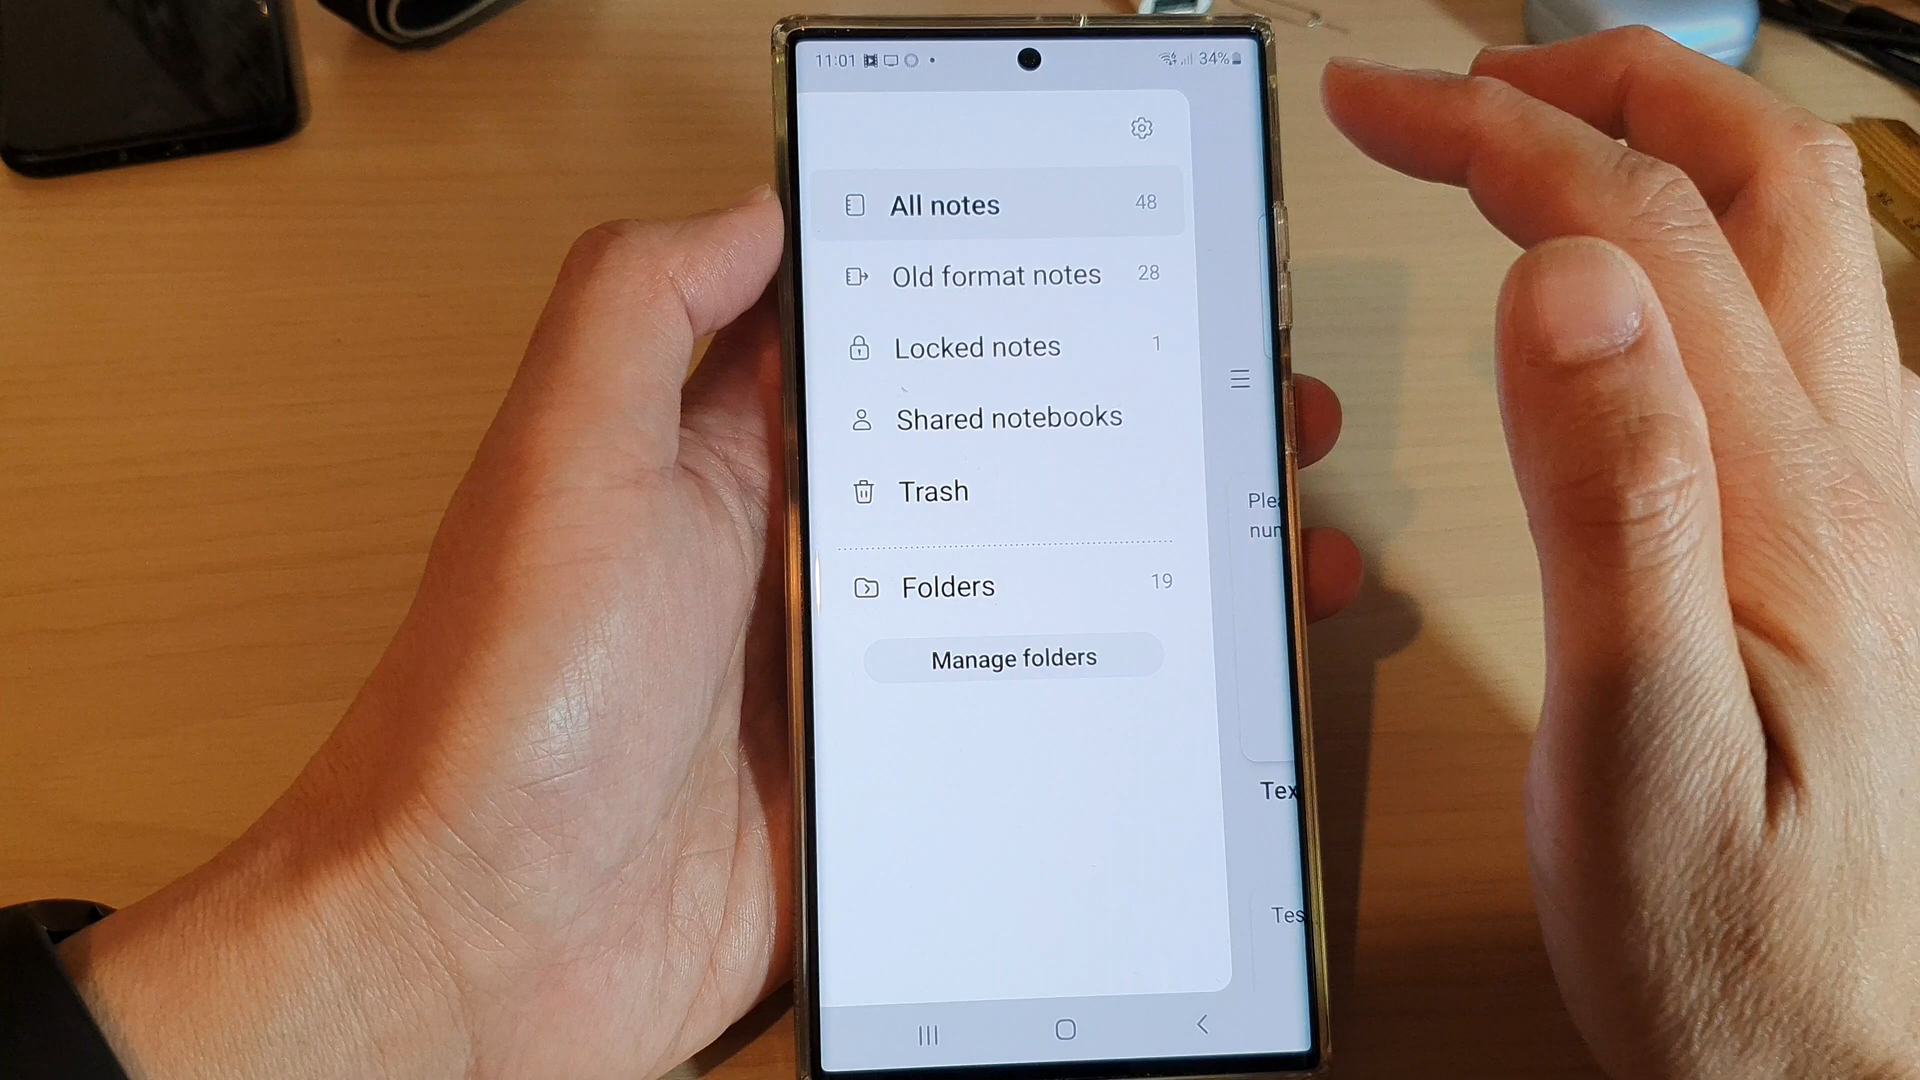 11:01
34%
All notes 48
Old format notes 28
Locked notes 1
Shared notebooks
Trash
Folders 19
Manage folders
Plea
num
Tex
Tes